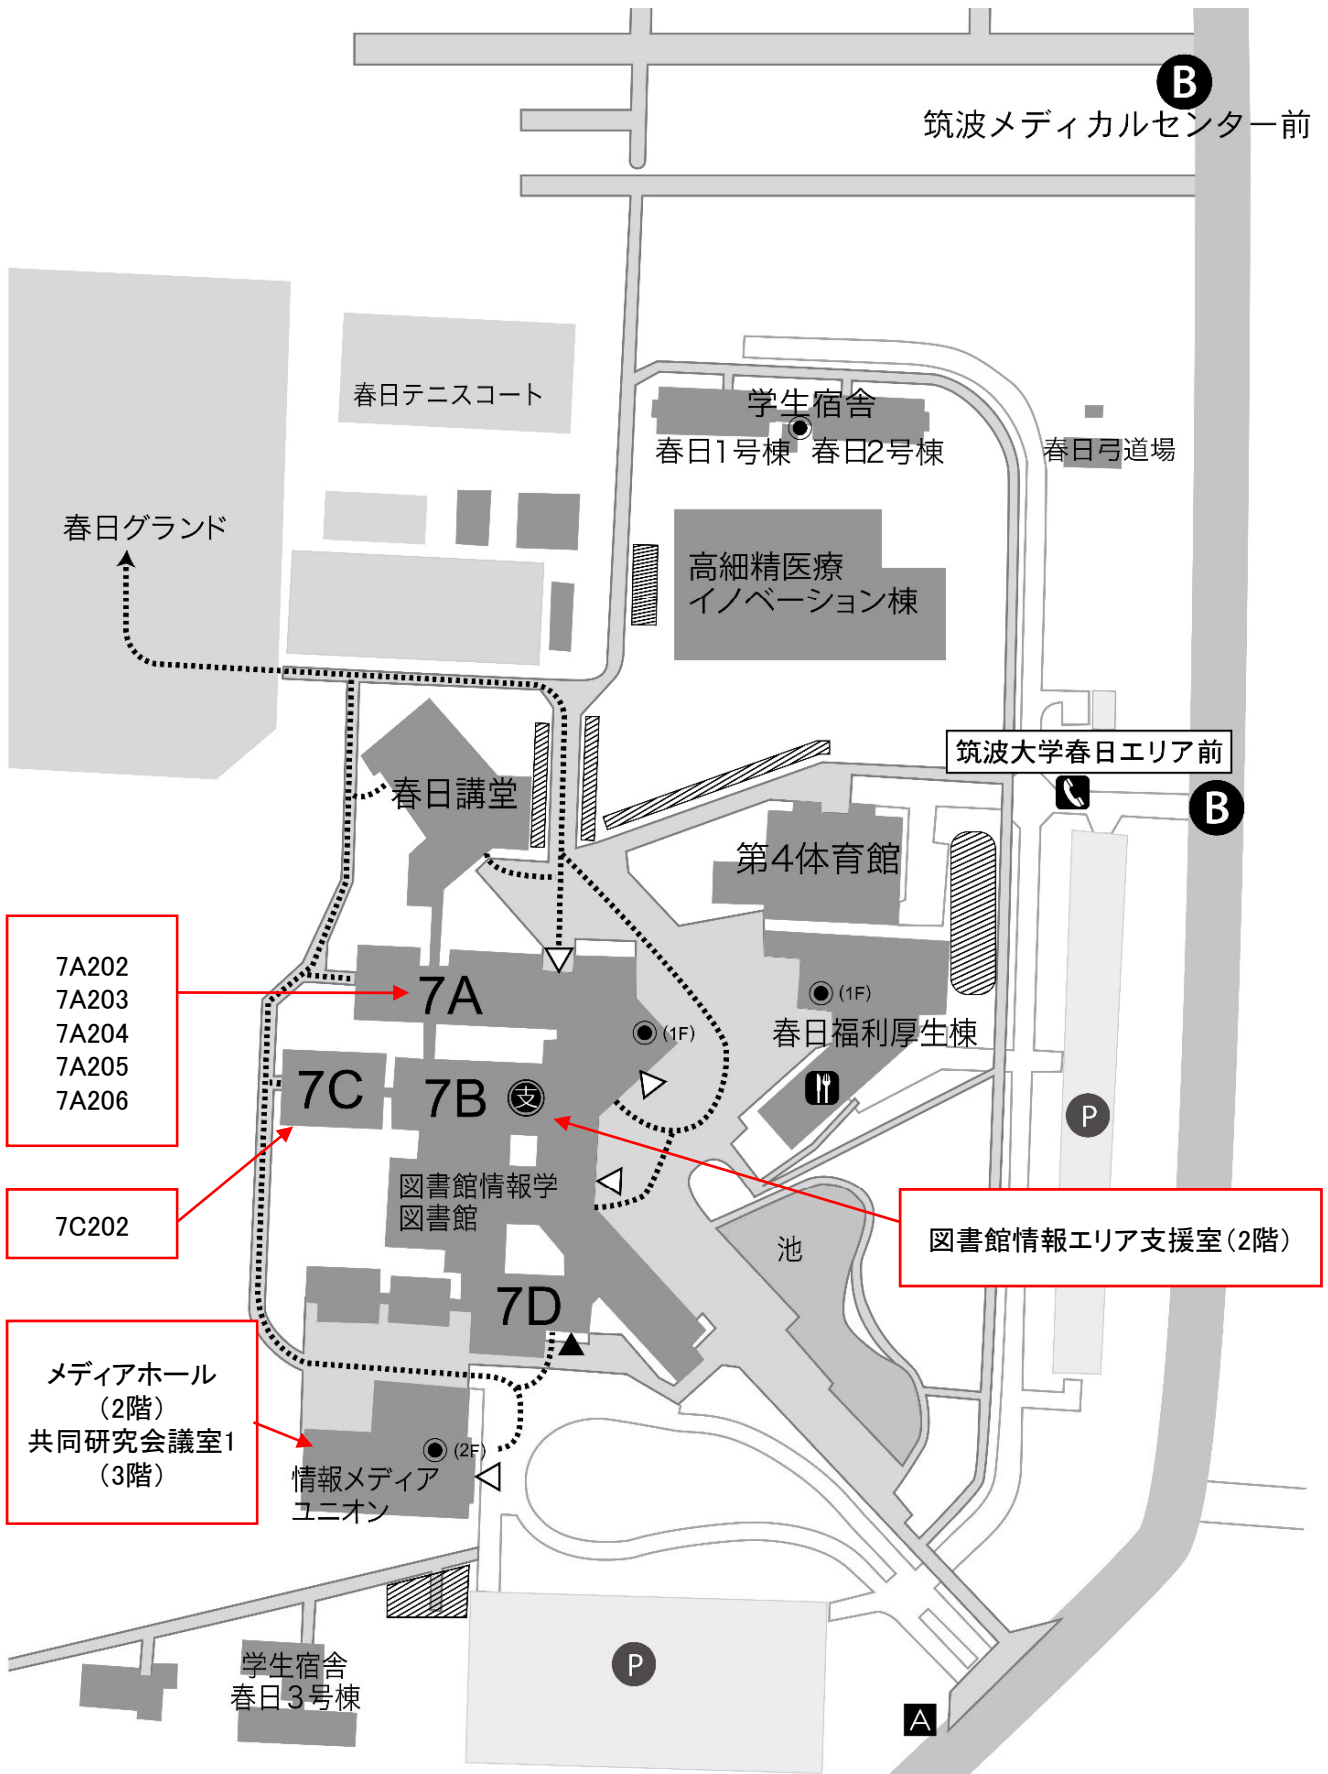 B
筑波メディカルセンター前
春日テニスコート
学生宿舎
春日1号棟
春日2号棟
春日弓道場
春日グランド
高細精医療
イノベーション棟
筑波大学春日エリア前
B
春日講堂
第4体育館
7A202
7A203
7A204
7A205
7A206
7A
(1F)
(1F)
春日福利厚生棟
7C
7B
支
P
図書館情報学
図書館
7C202
池
図書館情報エリア支援室(2階)
7D
メディアホール
(2階)
共同研究会議室1
(3階)
(2F)
情報メディア
ユニオン
学生宿舎
春日3号棟
P
A